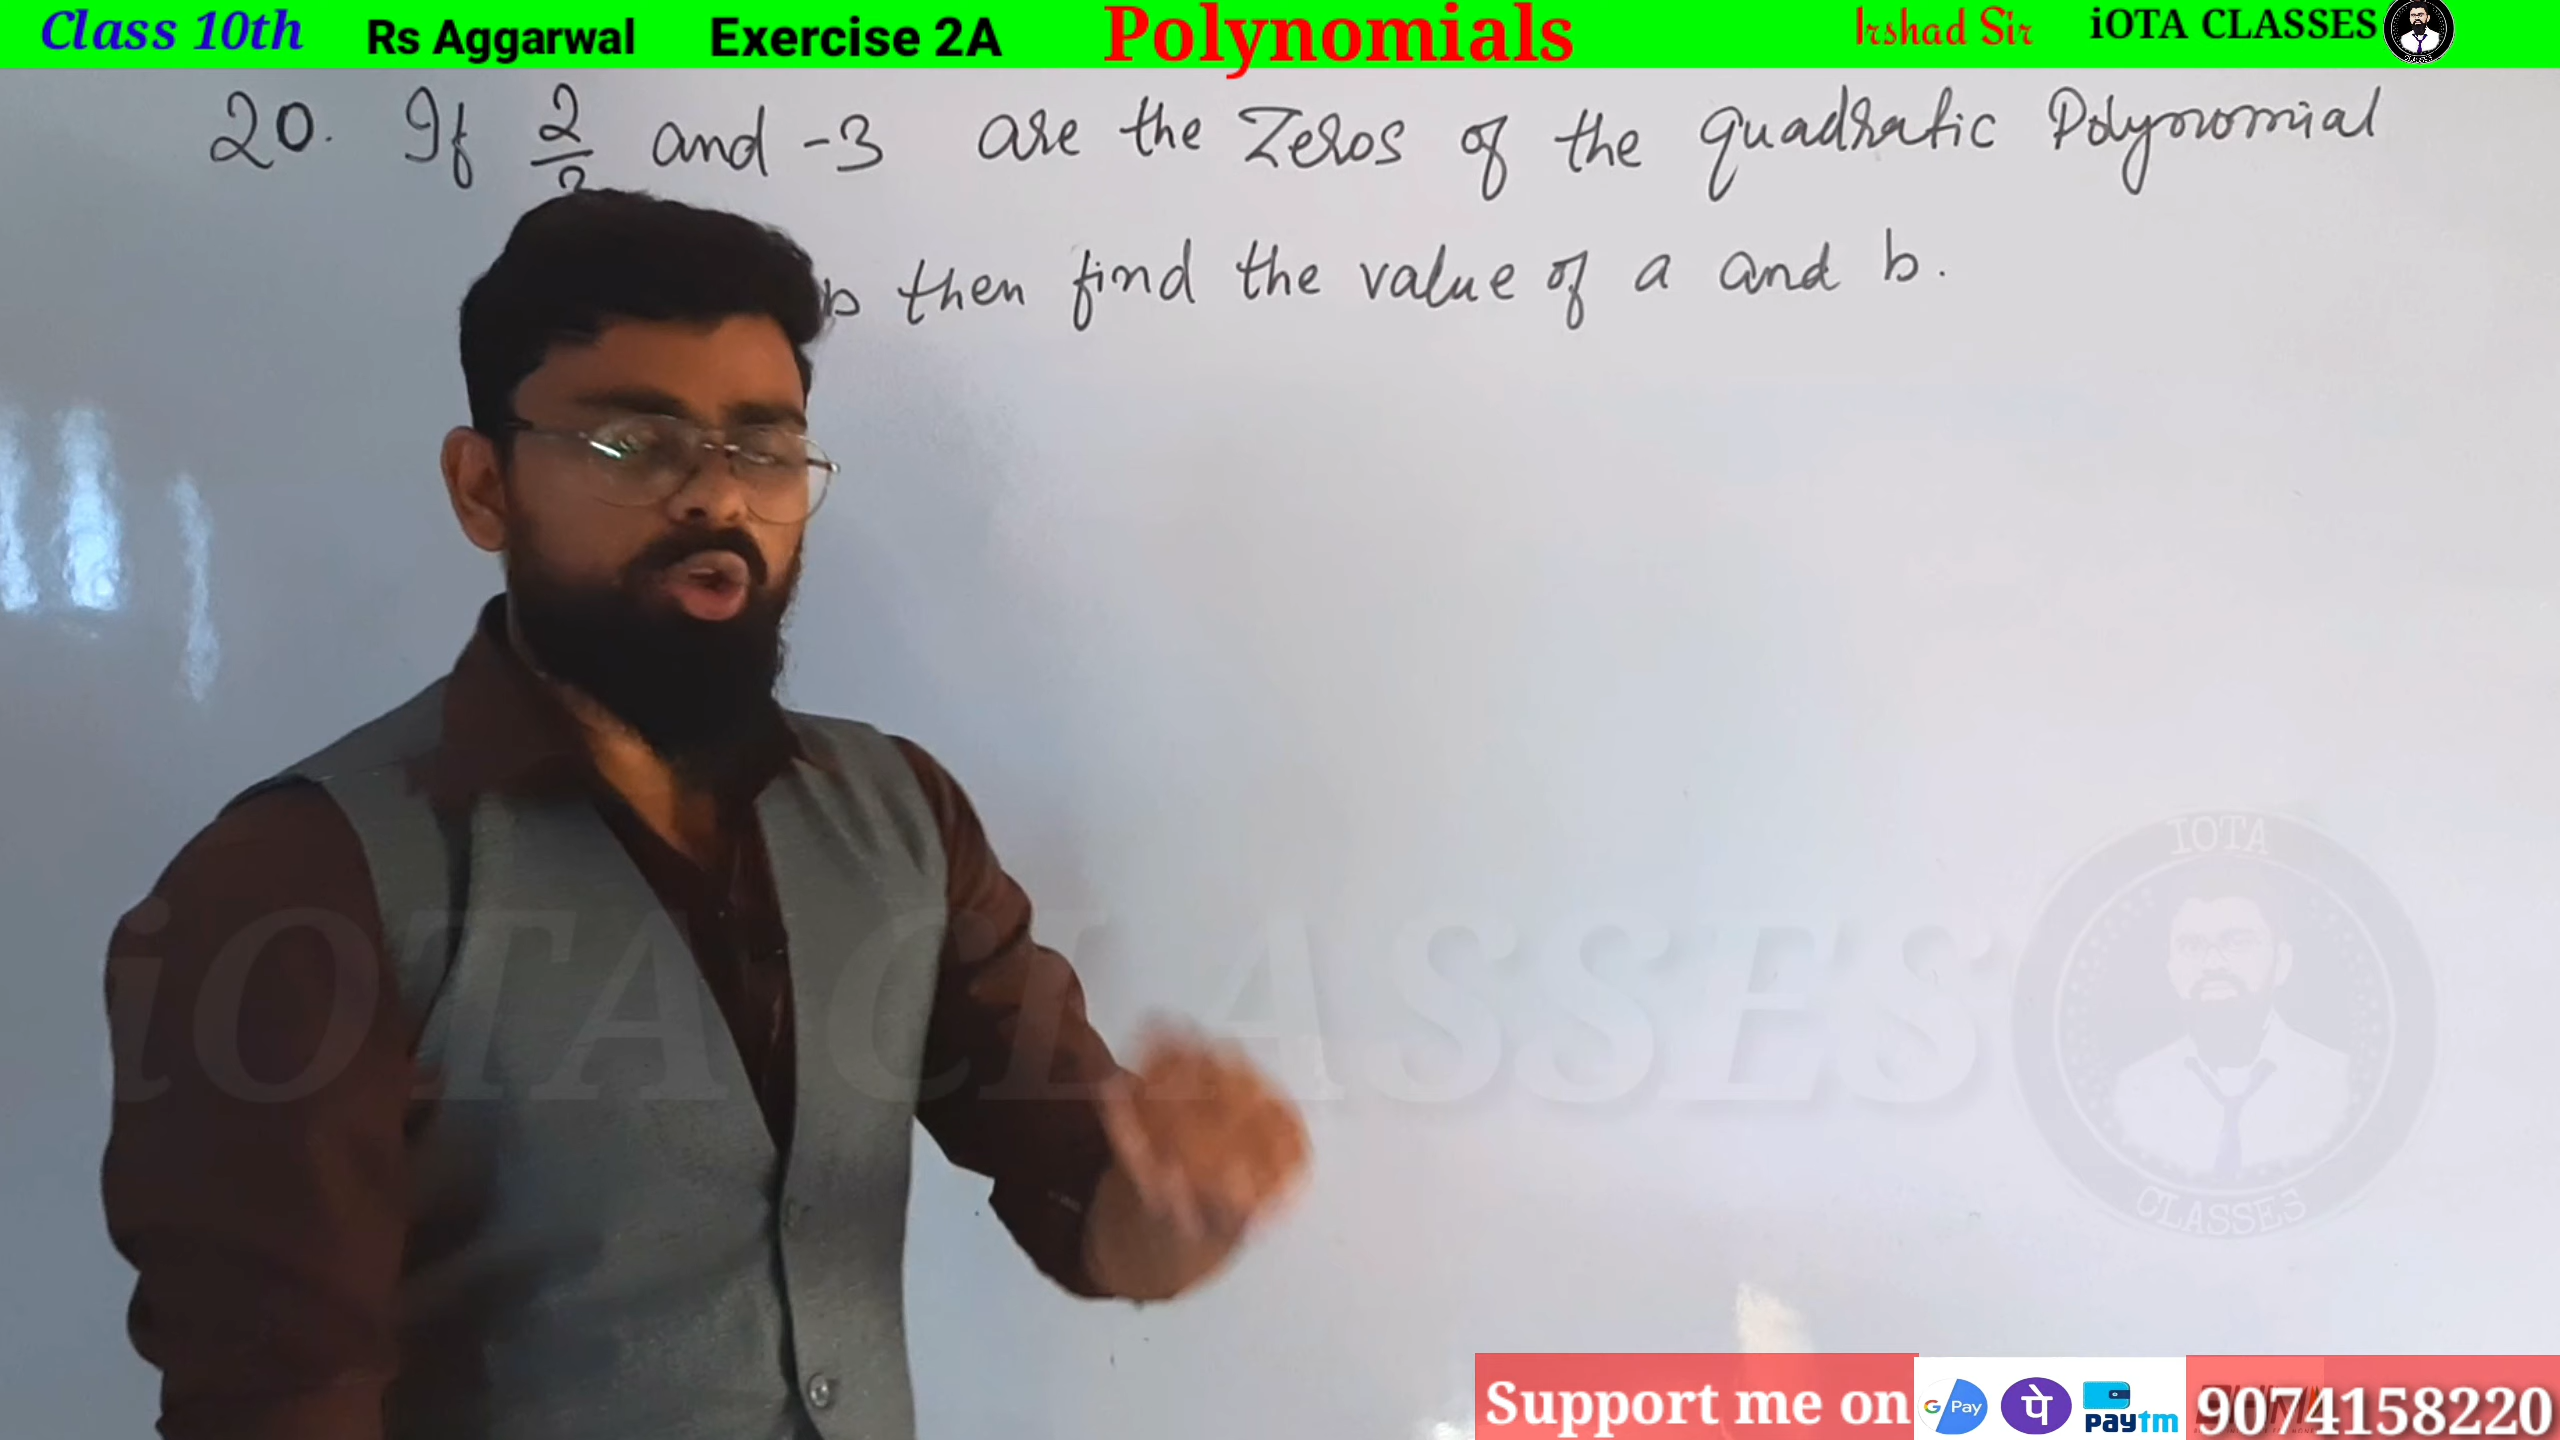 Class 10th Rs Aggarwal Exercise 2A Polynomials Irshad Sir iOTA CLASSES
20. If 2 and -3 are the Zeros of the quadratic Polynomial
b then find the value of a and b.
iOTA CLASSES
IOTA
CLASSES
Support me on G Pay पे paytm 9074158220